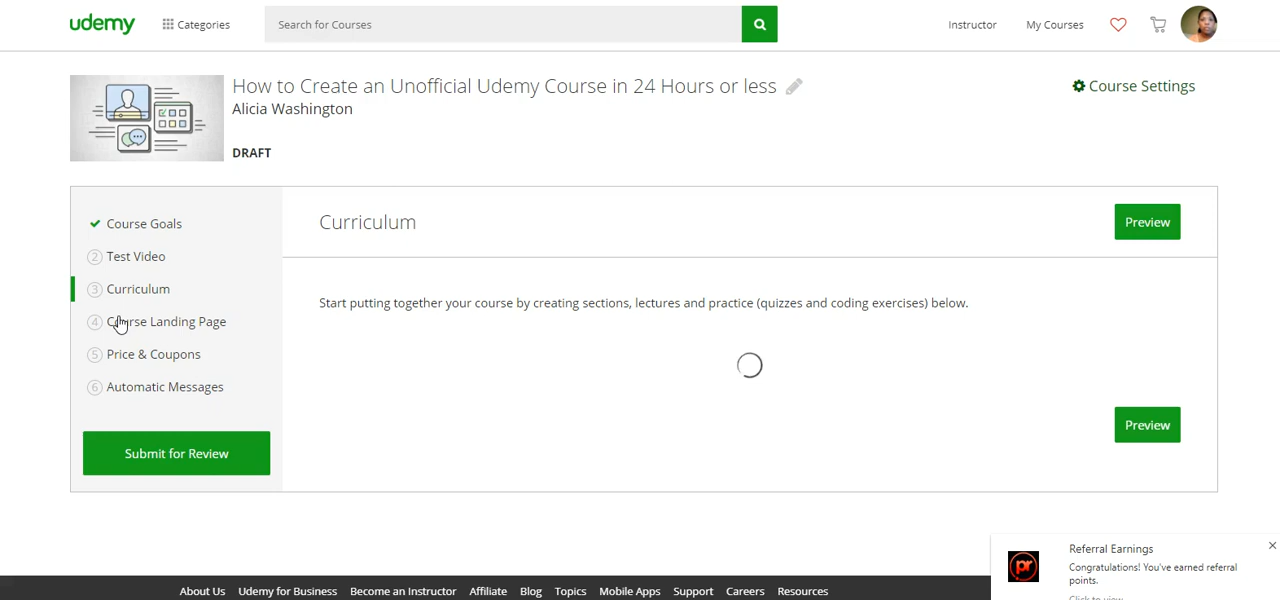 udemy
Categories
Search for Courses
Instructor
My Courses
How to Create an Unofficial Udemy Course in 24 Hours or less
Alicia Washington
DRAFT
Course Settings
Course Goals
2 Test Video
3 Curriculum
4 Course Landing Page
5 Price & Coupons
6 Automatic Messages
Submit for Review
Curriculum
Preview
Start putting together your course by creating sections, lectures and practice (quizzes and coding exercises) below.
Preview
pr
Referral Earnings
Congratulations! You've earned referral
points.
Click to view
About Us Udemy for Business Become an Instructor Affiliate Blog Topics Mobile Apps Support Careers Resources